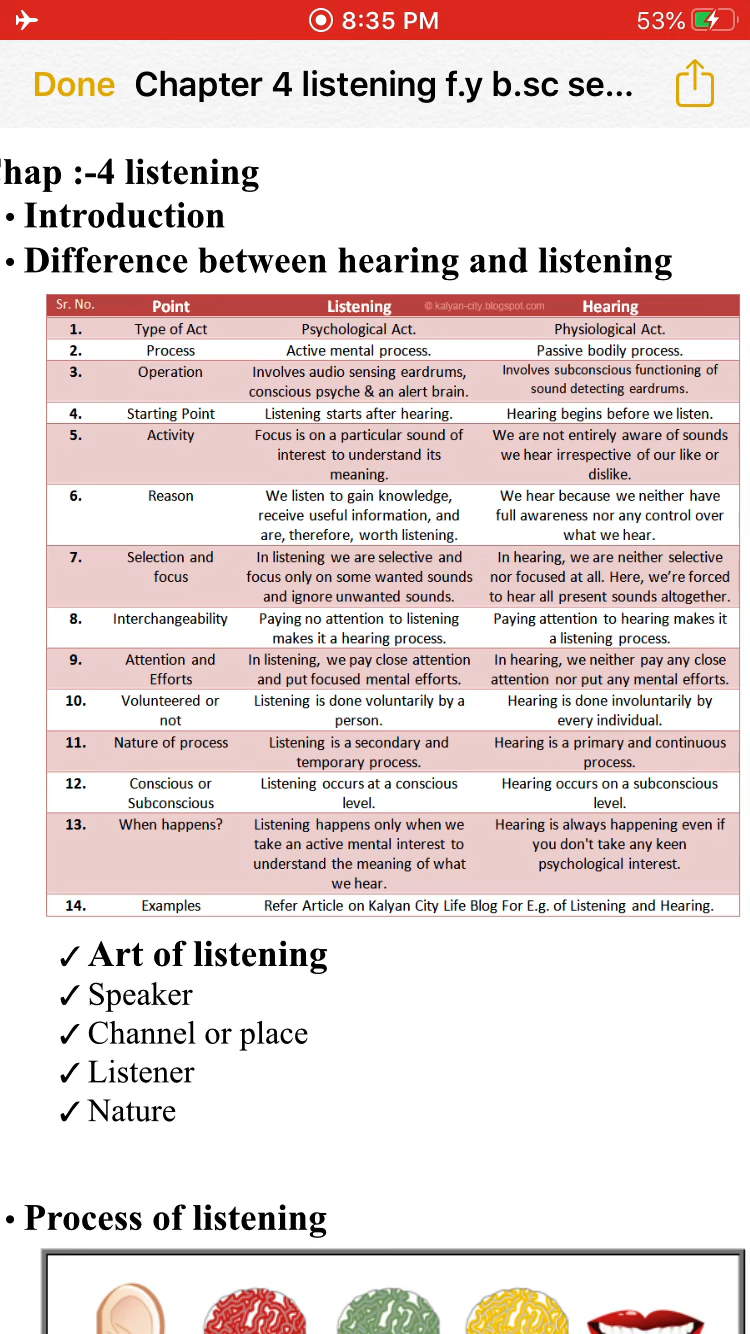 8:35 PM
53%
Done Chapter 4 listening f.y b.sc se...
hap :-4 listening
• Introduction
• Difference between hearing and listening
Sr. No. Point Listening © kalyan-city.blogspot.com Hearing
1. Type of Act Psychological Act. Physiological Act.
2. Process Active mental process. Passive bodily process.
3. Operation Involves audio sensing eardrums, Involves subconscious functioning of
conscious psyche & an alert brain. sound detecting eardrums.
4. Starting Point Listening starts after hearing. Hearing begins before we listen.
5. Activity Focus is on a particular sound of We are not entirely aware of sounds
interest to understand its we hear irrespective of our like or
meaning. dislike.
6. Reason We listen to gain knowledge, We hear because we neither have
receive useful information, and full awareness nor any control over
are, therefore, worth listening. what we hear.
7. Selection and In listening we are selective and In hearing, we are neither selective
focus focus only on some wanted sounds nor focused at all. Here, we're forced
and ignore unwanted sounds. to hear all present sounds altogether.
8. Interchangeability Paying no attention to listening Paying attention to hearing makes it
makes it a hearing process. a listening process.
9. Attention and In listening, we pay close attention In hearing, we neither pay any close
Efforts and put focused mental efforts. attention nor put any mental efforts.
10. Volunteered or Listening is done voluntarily by a Hearing is done involuntarily by
not person. every individual.
11. Nature of process Listening is a secondary and Hearing is a primary and continuous
temporary process. process.
12. Conscious or Listening occurs at a conscious Hearing occurs on a subconscious
Subconscious level. level.
13. When happens? Listening happens only when we Hearing is always happening even if
take an active mental interest to you don't take any keen
understand the meaning of what psychological interest.
we hear.
14. Examples Refer Article on Kalyan City Life Blog For E.g. of Listening and Hearing.
✓ Art of listening
✓ Speaker
✓ Channel or place
✓ Listener
✓ Nature
• Process of listening